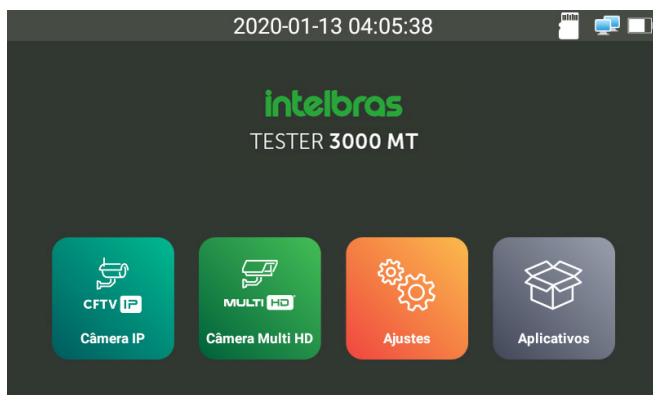 2020-01-13 04:05:38
intelbras
TESTER 3000 MT
CFTV IP
Câmera IP
MULTI HD
Câmera Multi HD
Ajustes
Aplicativos